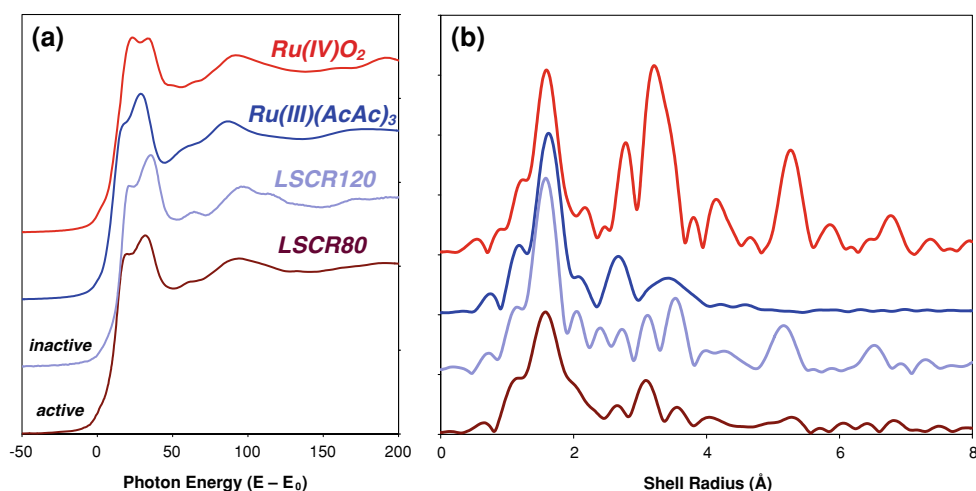 (a)
Ru(IV)O2
Ru(III)(AcAc)3
LSCR120
LSCR80
inactive
active
-50 0 50 100 150 200
Photon Energy (E – E0)
(b)
0 2 4 6 8
Shell Radius (Å)